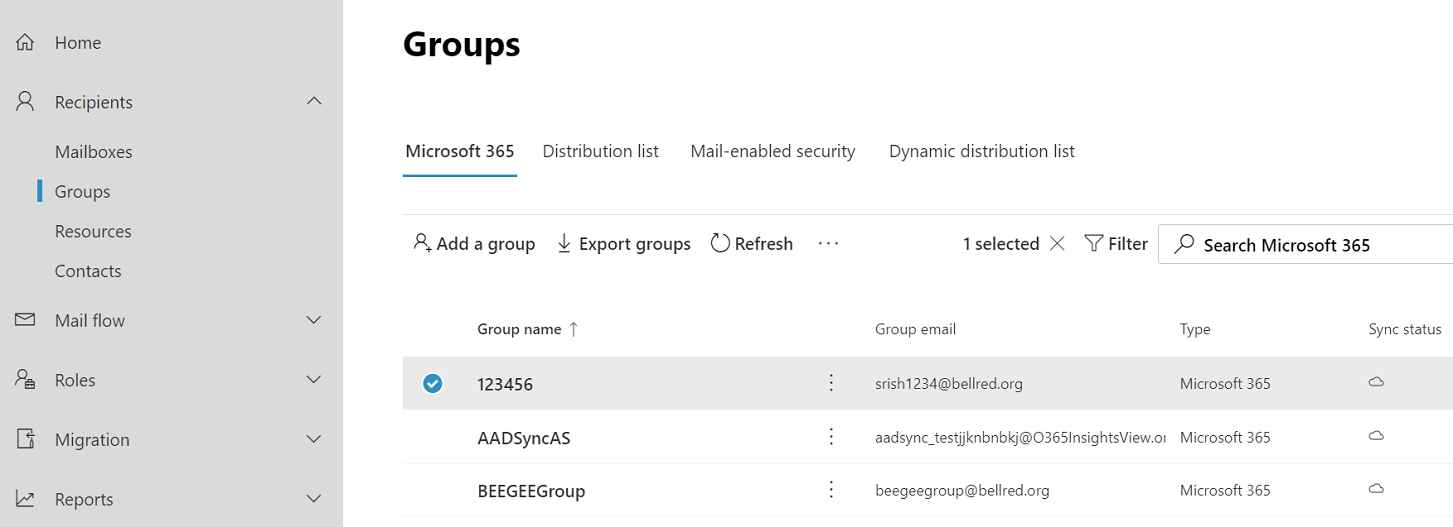 Home
Recipients
Mailboxes
Groups
Resources
Contacts
Mail flow
Roles
Migration
Reports
Groups
Microsoft 365 Distribution list Mail-enabled security Dynamic distribution list
Add a group Export groups Refresh ··· 1 selected Filter Search Microsoft 365
Group name ↑ Group email Type Sync status
123456 srish1234@bellred.org Microsoft 365
AADSyncAS aadsync_testjjknbnbkj@O365InsightsView.or Microsoft 365
BEEGEEGroup beegeegroup@bellred.org Microsoft 365